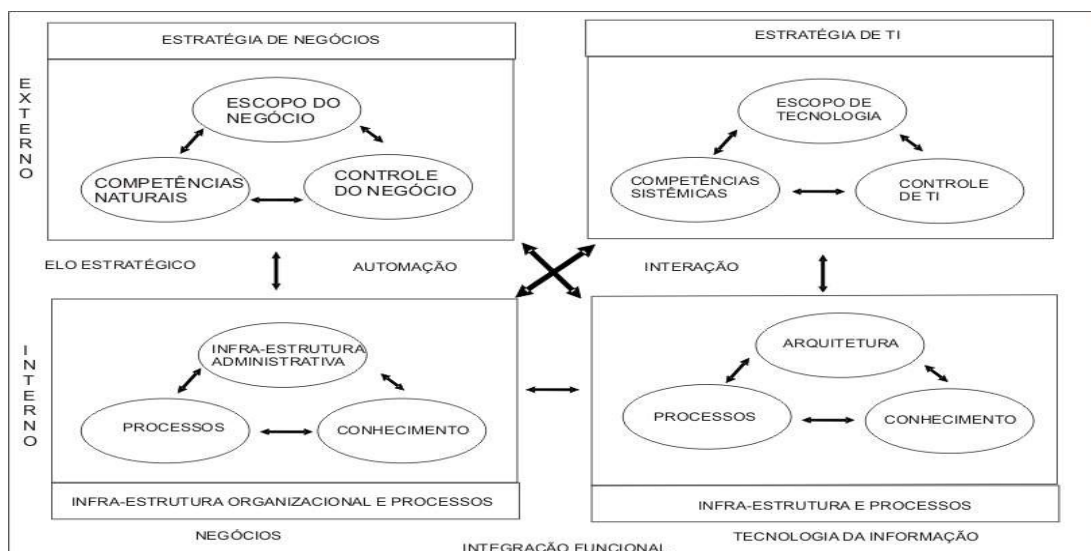 ESTRATÉGIA DE NEGÓCIOS
ESTRATÉGIA DE TI
EXTERNO
ESCOPO DO
NEGÓCIO
COMPETÊNCIAS
NATURAIS
CONTROLE
DO NEGÓCIO
ESCOPO DE
TECNOLOGIA
COMPETÊNCIAS
SISTÊMICAS
CONTROLE
DE TI
ELO ESTRATÉGICO
AUTOMAÇÃO
INTERAÇÃO
INTERNO
INFRA-ESTRUTURA
ADMINISTRATIVA
PROCESSOS
CONHECIMENTO
ARQUITETURA
PROCESSOS
CONHECIMENTO
INFRA-ESTRUTURA ORGANIZACIONAL E PROCESSOS
INFRA-ESTRUTURA E PROCESSOS
NEGÓCIOS
TECNOLOGIA DA INFORMAÇÃO
INTEGRAÇÃO FUNCIONAL